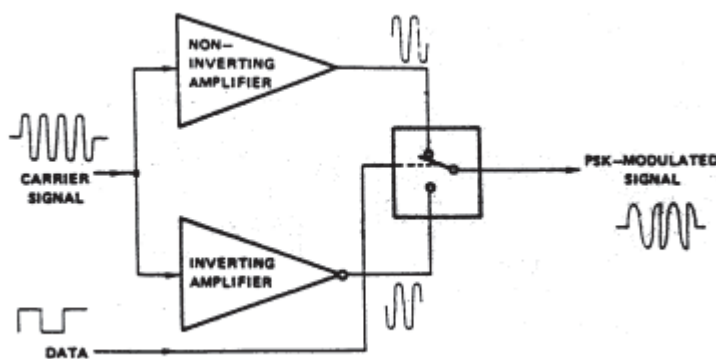 NON-
INVERTING
AMPLIFIER
CARRIER
SIGNAL
PSK-MODULATED
SIGNAL
INVERTING
AMPLIFIER
DATA